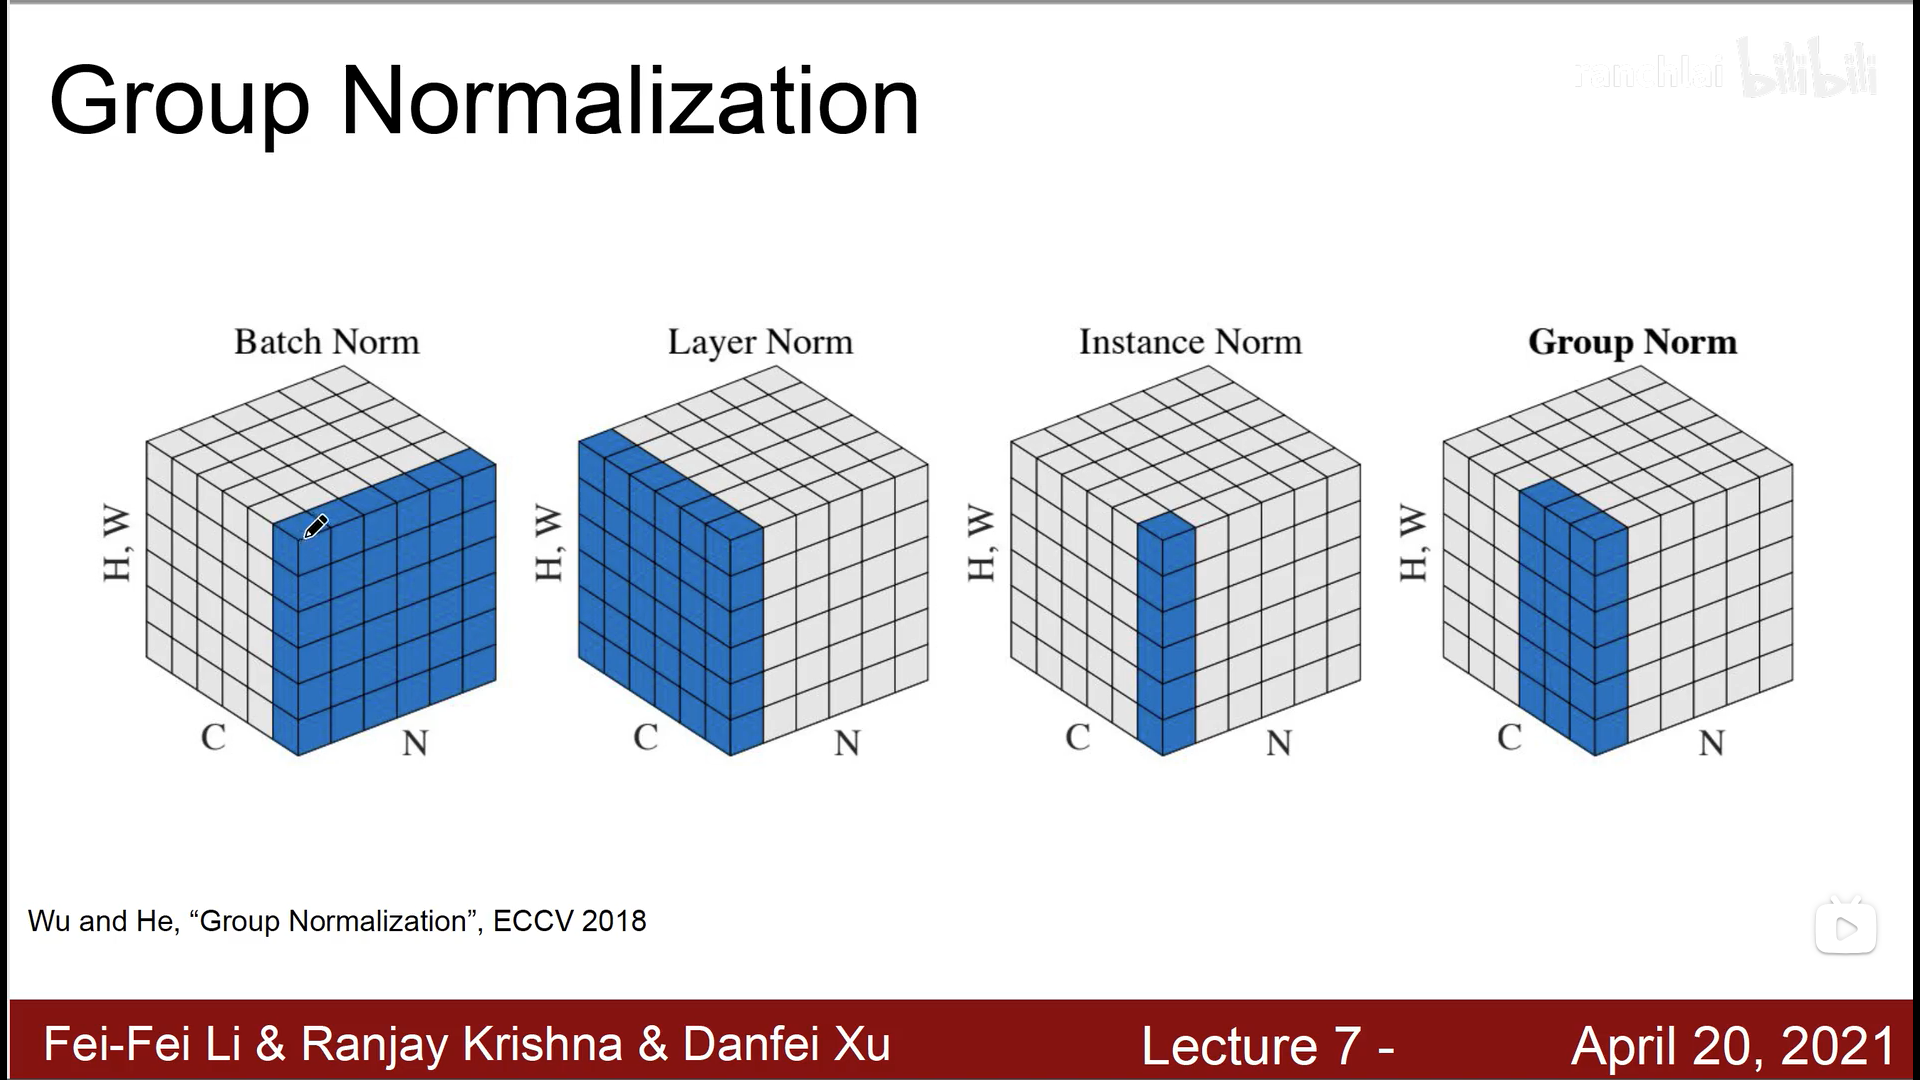 ranchlai bilibili
Group Normalization
Batch Norm
Layer Norm
Instance Norm
Group Norm
H, W
C
N
H, W
C
N
H, W
C
N
H, W
C
N
Wu and He, “Group Normalization”, ECCV 2018
Fei-Fei Li & Ranjay Krishna & Danfei Xu
Lecture 7 -
April 20, 2021